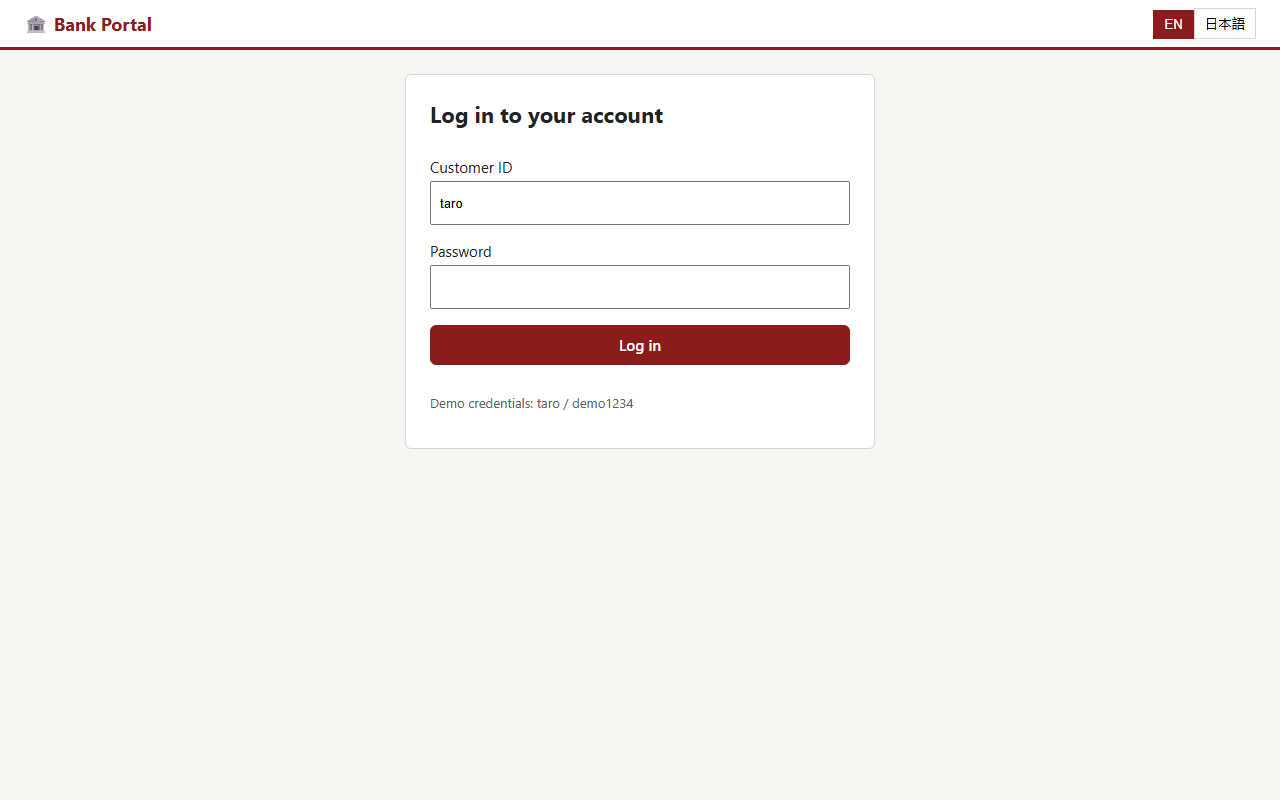 Bank Portal
EN
日本語
Log in to your account
Customer ID
taro
Password
Log in
Demo credentials: taro / demo1234